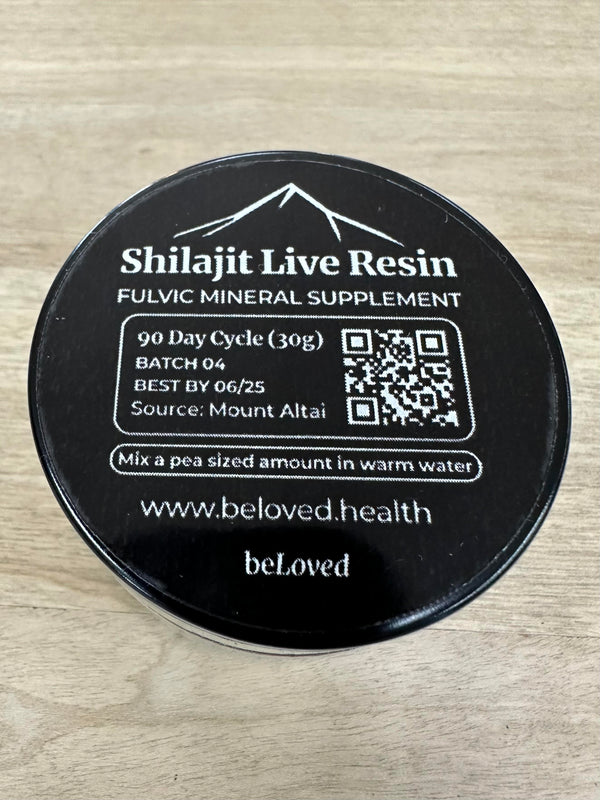 Shilajit Live Resin
FULVIC MINERAL SUPPLEMENT
90 Day Cycle (30g)
BATCH 04
BEST BY 06/25
Source: Mount Altai
Mix a pea sized amount in warm water
www.beloved.health
beLoved